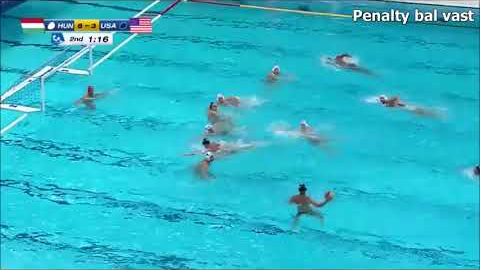 Penalty bal vast
HUN 6 - 3 USA
2nd 1:16